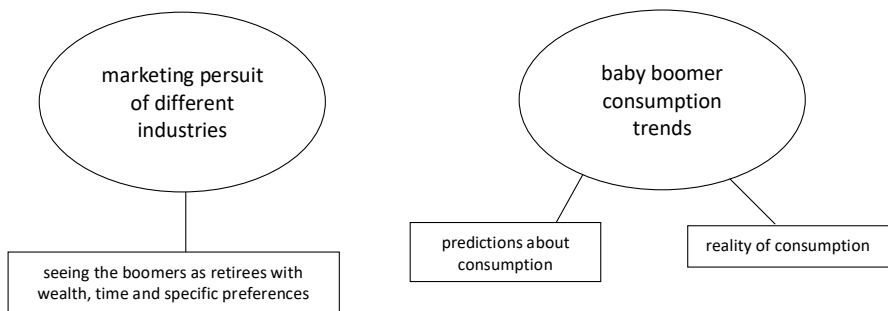 marketing persuit
of different
industries
baby boomer
consumption
trends
seeing the boomers as retirees with
wealth, time and specific preferences
predictions about
consumption
reality of consumption